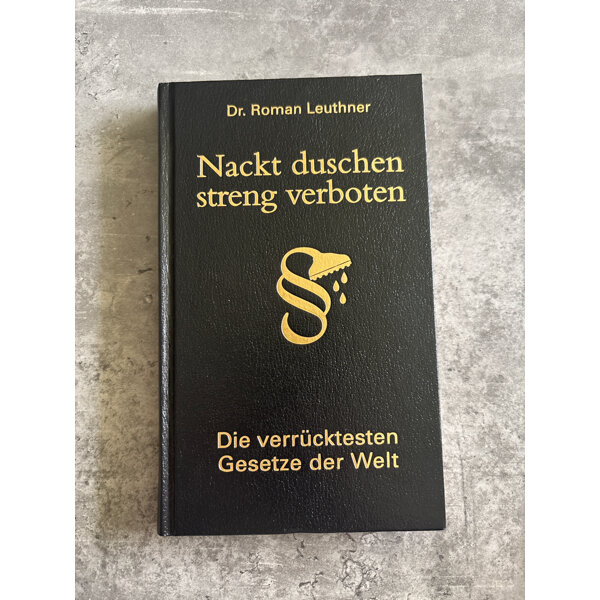 Dr. Roman Leuthner
Nackt duschen
streng verboten
§
Die verrücktesten
Gesetze der Welt